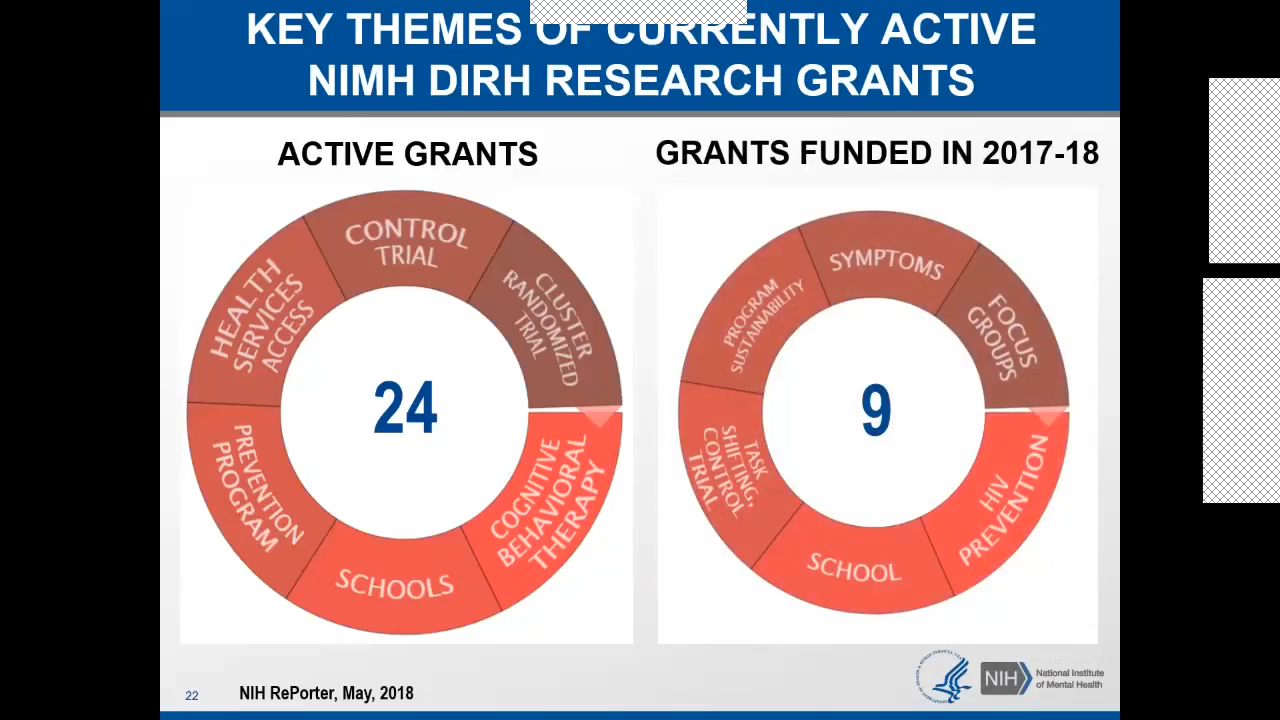 KEY THEMES OF CURRENTLY ACTIVE
NIMH DIRH RESEARCH GRANTS
ACTIVE GRANTS
CONTROL
TRIAL
CLUSTER
RANDOMIZED
TRIAL
HEALTH
SERVICES
ACCESS
24
PREVENTION
PROGRAM
SCHOOLS
COGNITIVE
BEHAVIORAL
THERAPY
GRANTS FUNDED IN 2017-18
SYMPTOMS
FOCUS
GROUPS
PROGRAM
SUSTAINABILITY
9
TASK
SHIFTING,
CONTROL
TRIAL
SCHOOL
HIV
PREVENTION
22
NIH RePorter, May, 2018
NIH
National Institute
of Mental Health